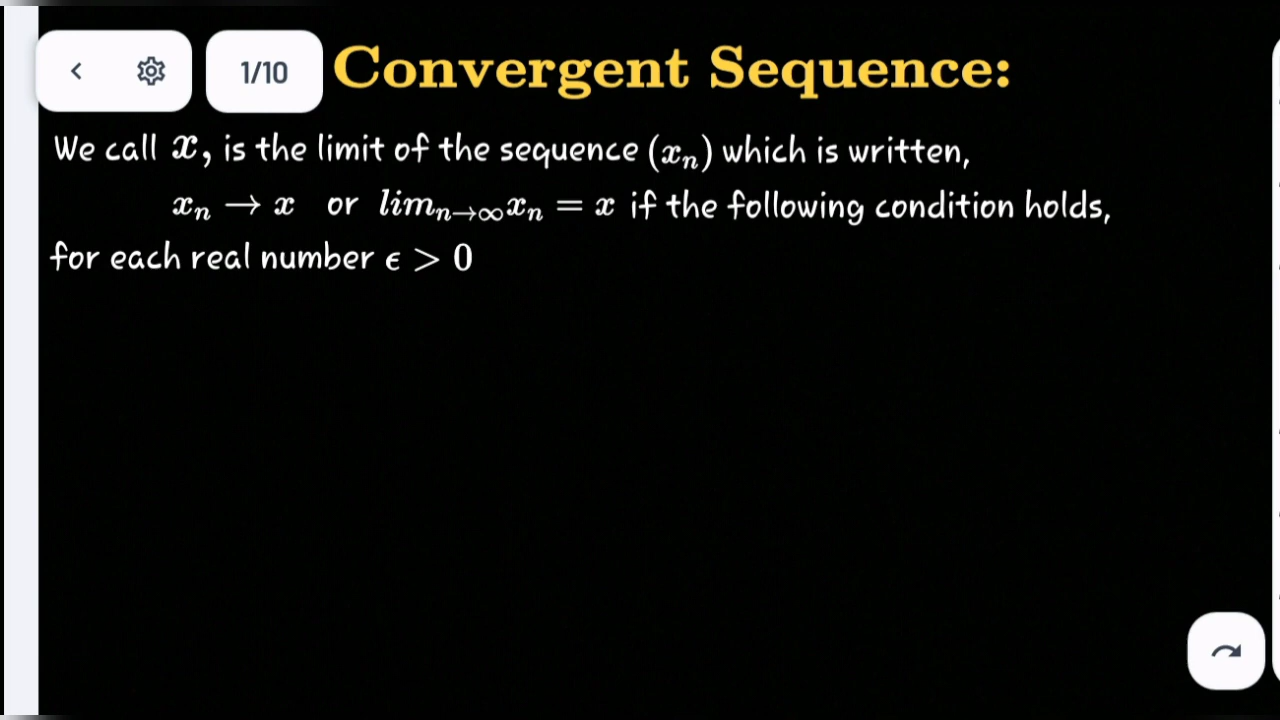 1/10
Convergent Sequence:
We call x, is the limit of the sequence (xₙ) which is written,
xₙ → x or limₙ→∞xₙ = x if the following condition holds,
for each real number ϵ > 0